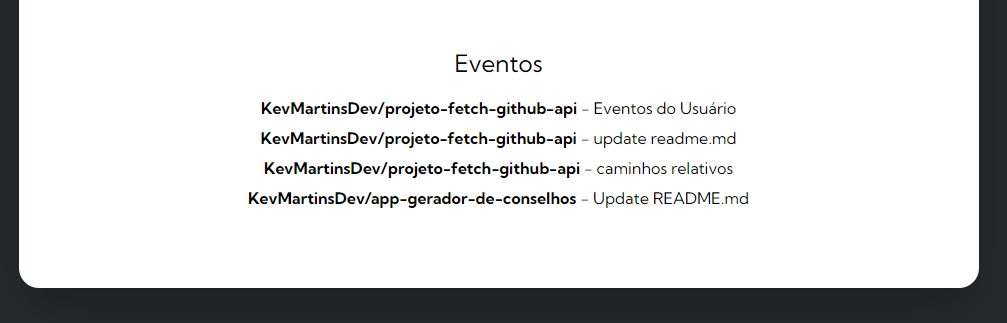 Eventos
KevMartinsDev/projeto-fetch-github-api - Eventos do Usuário
KevMartinsDev/projeto-fetch-github-api - update readme.md
KevMartinsDev/projeto-fetch-github-api - caminhos relativos
KevMartinsDev/app-gerador-de-conselhos - Update README.md